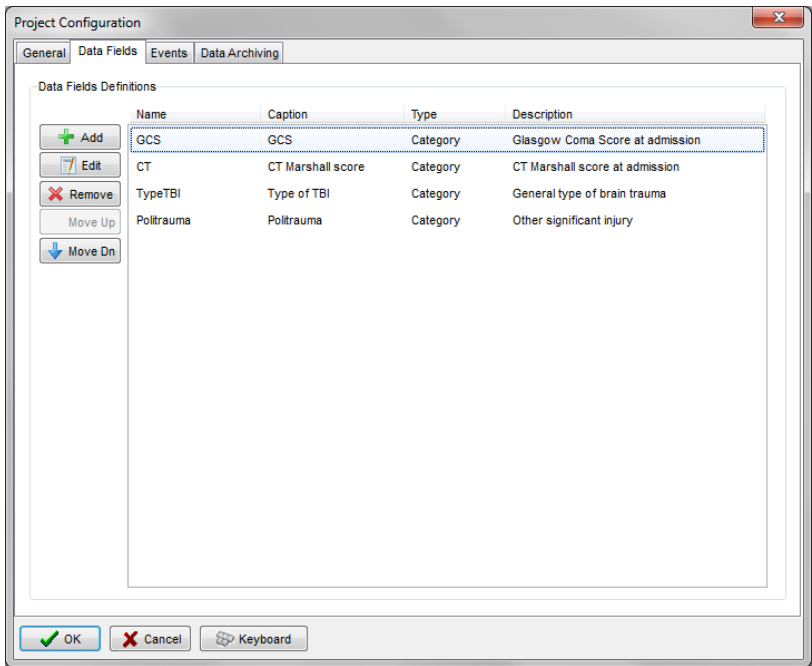 Project Configuration
General Data Fields Events Data Archiving
Data Fields Definitions
Name Caption Type Description
Add
GCS GCS Category Glasgow Coma Score at admission
Edit
CT CT Marshall score Category CT Marshall score at admission
Remove
TypeTBI Type of TBI Category General type of brain trauma
Move Up
Politrauma Politrauma Category Other significant injury
Move Dn
OK Cancel Keyboard